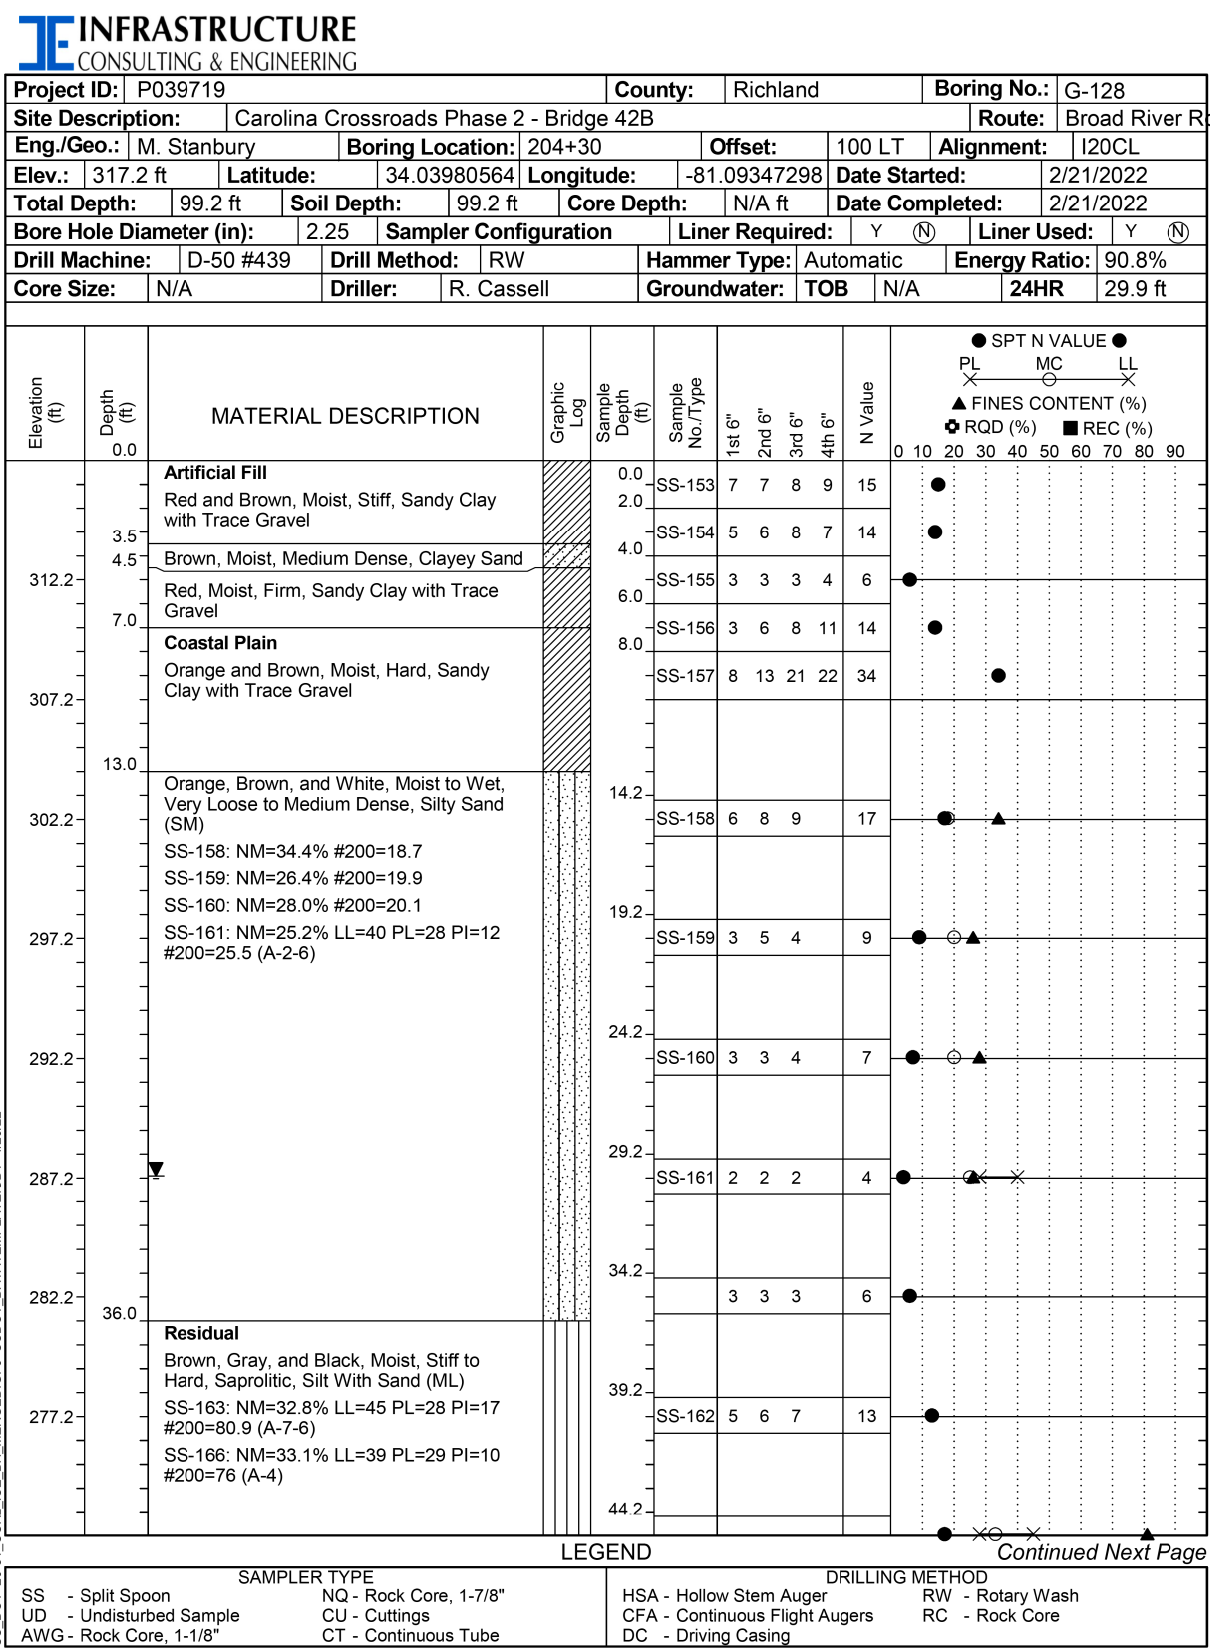 INFRASTRUCTURE
CONSULTING & ENGINEERING
Project ID: P039719 County: Richland Boring No.: G-128
Site Description: Carolina Crossroads Phase 2 - Bridge 42B Route: Broad River
Eng./Geo.: M. Stanbury Boring Location: 204+30 Offset: 100 LT Alignment: I20CL
Elev.: 317.2 ft Latitude: 34.03980564 Longitude: -81.09347298 Date Started: 2/21/2022
Total Depth: 99.2 ft Soil Depth: 99.2 ft Core Depth: N/A ft Date Completed: 2/21/2022
Bore Hole Diameter (in): 2.25 Sampler Configuration Liner Required: Y N Liner Used: Y N
Drill Machine: D-50 #439 Drill Method: RW Hammer Type: Automatic Energy Ratio: 90.8%
Core Size: N/A Driller: R. Cassell Groundwater: TOB N/A 24HR 29.9 ft
Elevation (ft)
Depth (ft)
0.0
MATERIAL DESCRIPTION
Graphic Log
Sample Depth (ft)
Sample No./Type
1st 6"
2nd 6"
3rd 6"
4th 6"
N Value
SPT N VALUE
PL MC LL
FINES CONTENT (%)
RQD (%) REC (%)
0 10 20 30 40 50 60 70 80 90
Artificial Fill
Red and Brown, Moist, Stiff, Sandy Clay
with Trace Gravel
3.5
Brown, Moist, Medium Dense, Clayey Sand
4.5
Red, Moist, Firm, Sandy Clay with Trace
Gravel
7.0
Coastal Plain
Orange and Brown, Moist, Hard, Sandy
Clay with Trace Gravel
13.0
Orange, Brown, and White, Moist to Wet,
Very Loose to Medium Dense, Silty Sand
(SM)
SS-158: NM=34.4% #200=18.7
SS-159: NM=26.4% #200=19.9
SS-160: NM=28.0% #200=20.1
SS-161: NM=25.2% LL=40 PL=28 PI=12
#200=25.5 (A-2-6)
36.0
Residual
Brown, Gray, and Black, Moist, Stiff to
Hard, Saprolitic, Silt With Sand (ML)
SS-163: NM=32.8% LL=45 PL=28 PI=17
#200=80.9 (A-7-6)
SS-166: NM=33.1% LL=39 PL=29 PI=10
#200=76 (A-4)
312.2
307.2
302.2
297.2
292.2
287.2
282.2
277.2
0.0
SS-153 7 7 8 9 15
2.0
SS-154 5 6 8 7 14
4.0
SS-155 3 3 3 4 6
6.0
SS-156 3 6 8 11 14
8.0
SS-157 8 13 21 22 34
14.2
SS-158 6 8 9 17
19.2
SS-159 3 5 4 9
24.2
SS-160 3 3 4 7
29.2
SS-161 2 2 2 4
34.2
3 3 3 6
39.2
SS-162 5 6 7 13
44.2
LEGEND
Continued Next Page
SAMPLER TYPE
SS - Split Spoon NQ - Rock Core, 1-7/8"
UD - Undisturbed Sample CU - Cuttings
AWG - Rock Core, 1-1/8" CT - Continuous Tube
DRILLING METHOD
HSA - Hollow Stem Auger RW - Rotary Wash
CFA - Continuous Flight Augers RC - Rock Core
DC - Driving Casing